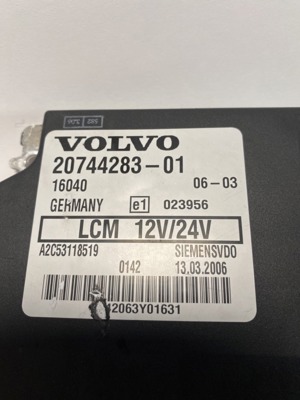 VOLVO
20744283-01
16040 06-03
GERMANY e1 023956
LCM 12V/24V
A2C53118519 SIEMENSVDO
0142 13.03.2006
2063Y01631